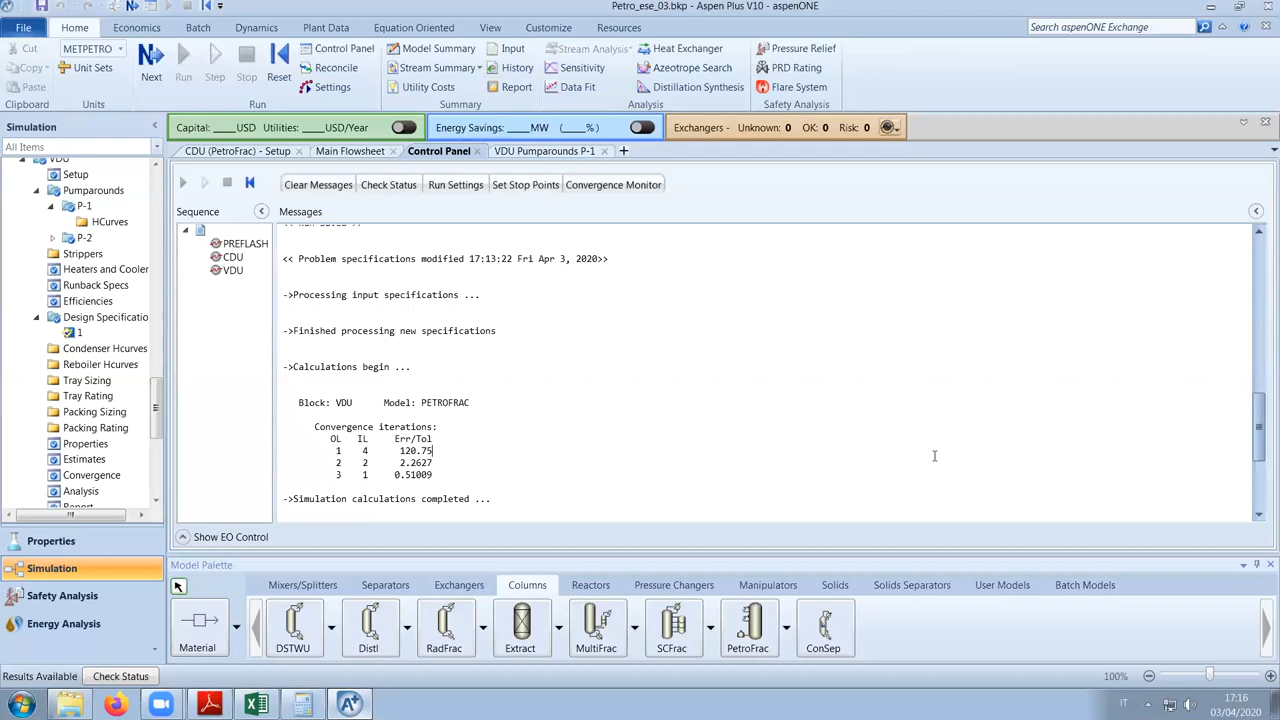 Petro_ese_03.bkp - Aspen Plus V10 - aspenONE
File Home Economics Batch Dynamics Plant Data Equation Oriented View Customize Resources Search aspenONE Exchange
Cut METPETRO Control Panel Model Summary Input Stream Analysis Heat Exchanger Pressure Relief
Copy Unit Sets Next Run Step Stop Reset Reconcile Stream Summary History Sensitivity Azeotrope Search PRD Rating
Paste Settings Utility Costs Report Data Fit Distillation Synthesis Flare System
Clipboard Units Run Summary Analysis Safety Analysis
Simulation Capital: ____USD Utilities: ____USD/Year Energy Savings: ____MW (____%) Exchangers - Unknown: 0 OK: 0 Risk: 0
All Items CDU (PetroFrac) - Setup Main Flowsheet Control Panel VDU Pumparounds P-1
VDU
Setup
Pumparounds
P-1
HCurves
P-2
Strippers
Heaters and Cooler
Runback Specs
Efficiencies
Design Specificatio
1
Condenser Hcurves
Reboiler Hcurves
Tray Sizing
Tray Rating
Packing Sizing
Packing Rating
Properties
Estimates
Convergence
Analysis
Report
Properties
Simulation
Safety Analysis
Energy Analysis
Clear Messages Check Status Run Settings Set Stop Points Convergence Monitor
Sequence
PREFLASH
CDU
VDU
Messages
<< Run Saved >>
<< Problem specifications modified 17:13:22 Fri Apr 3, 2020>>
->Processing input specifications ...
->Finished processing new specifications
->Calculations begin ...
Block: VDU Model: PETROFRAC
Convergence iterations:
OL IL Err/Tol
1 4 120.75
2 2 2.2627
3 1 0.51009
->Simulation calculations completed ...
Show EO Control
Model Palette
Mixers/Splitters Separators Exchangers Columns Reactors Pressure Changers Manipulators Solids Solids Separators User Models Batch Models
Material DSTWU Distl RadFrac Extract MultiFrac SCFrac PetroFrac ConSep
Results Available Check Status 100%
IT 17:16
03/04/2020